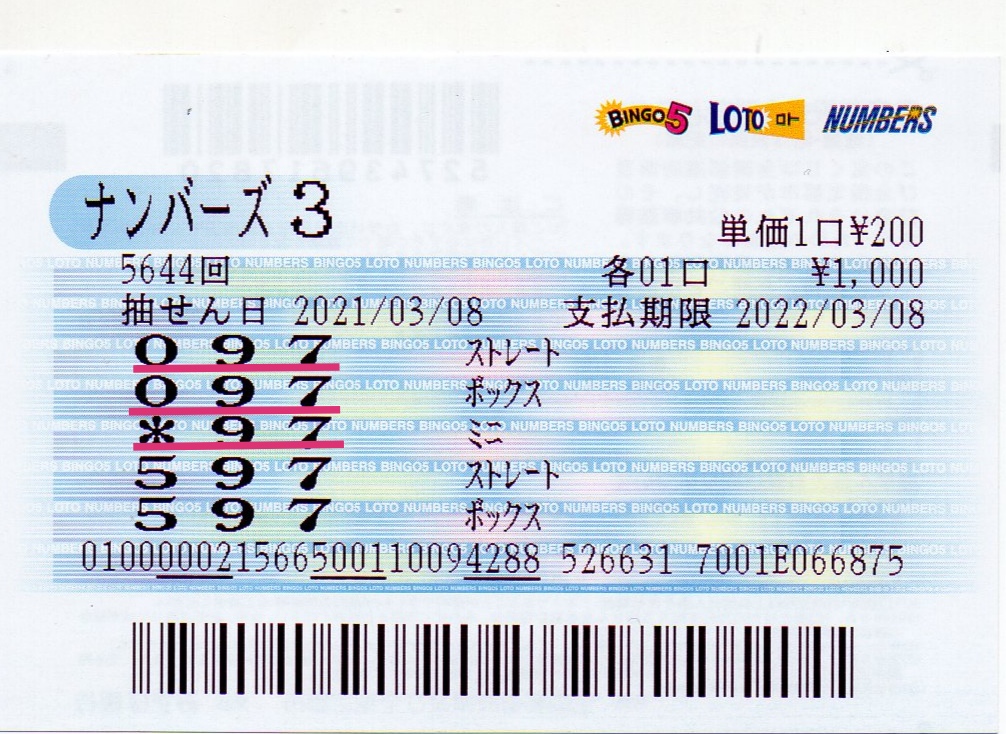 BINGO5 LOTO ロト NUMBERS
ナンバーズ3
単価1口¥200
5644回 各01口 ¥1,000
抽せん日 2021/03/08 支払期限 2022/03/08
0 9 7 ストレート
0 9 7 ボックス
* 9 7 ミニ
5 9 7 ストレート
5 9 7 ボックス
0100000215665001110094288 526631 7001E066875